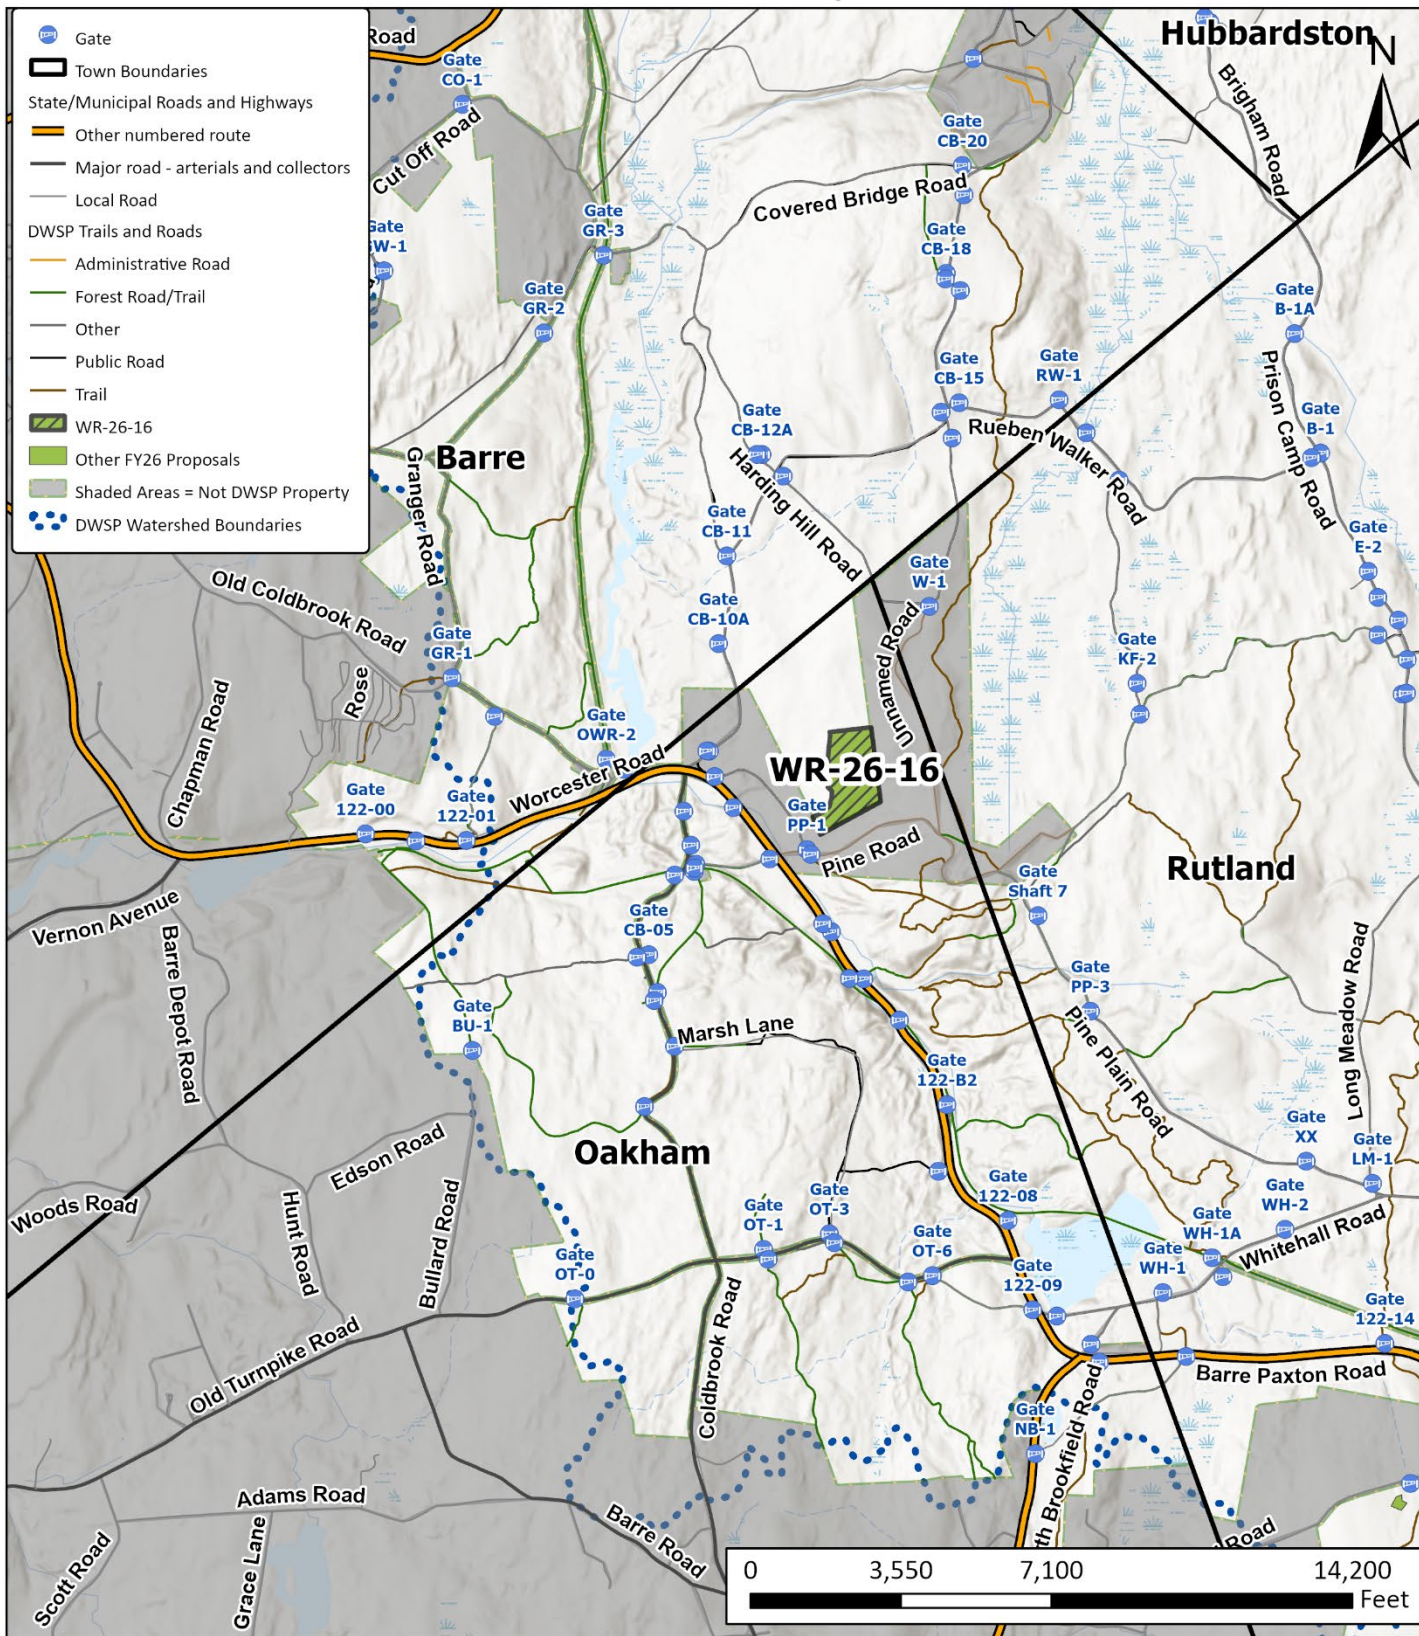 Gate
Town Boundaries
State/Municipal Roads and Highways
Other numbered route
Major road - arterials and collectors
Local Road
DWSP Trails and Roads
Administrative Road
Forest Road/Trail
Other
Public Road
Trail
WR-26-16
Other FY26 Proposals
Shaded Areas = Not DWSP Property
DWSP Watershed Boundaries
Road
Gate
CO-1
Cut Off Road
Gate
W-1
Hubbardston
N
Brigham Road
Gate
CB-20
Covered Bridge Road
Gate
GR-3
Gate
CB-18
Gate
GR-2
Gate
B-1A
Gate
CB-15
Gate
RW-1
Prison Camp Road
Gate
B-1
Gate
CB-12A
Rueben Walker Road
Barre
Granger Road
Harding Hill Road
Gate
CB-11
Gate
E-2
Old Coldbrook Road
Gate
W-1
Gate
CB-10A
Unnamed Road
Gate
GR-1
Gate
KF-2
Rose
Chapman Road
Gate
OWR-2
Worcester Road
WR-26-16
Gate
122-00
Gate
122-01
Gate
PP-1
Pine Road
Rutland
Gate
Shaft 7
Vernon Avenue
Gate
CB-05
Barre Depot Road
Long Meadow Road
Gate
PP-3
Gate
BU-1
Marsh Lane
Pine Plain Road
Gate
122-B2
Gate
XX
Gate
LM-1
Edson Road
Oakham
Woods Road
Hunt Road
Bullard Road
Gate
122-08
Gate
WH-2
Gate
OT-1
Gate
OT-3
Gate
WH-1A
Whitehall Road
Gate
OT-6
Gate
OT-0
Gate
WH-1
Gate
122-09
Gate
122-14
Old Turnpike Road
Coldbrook Road
Barre Paxton Road
Gate
NB-1
th Brookfield Road
Adams Road
Barre Road
Road
Scott Road
Grace Lane
0 3,550 7,100 14,200
Feet